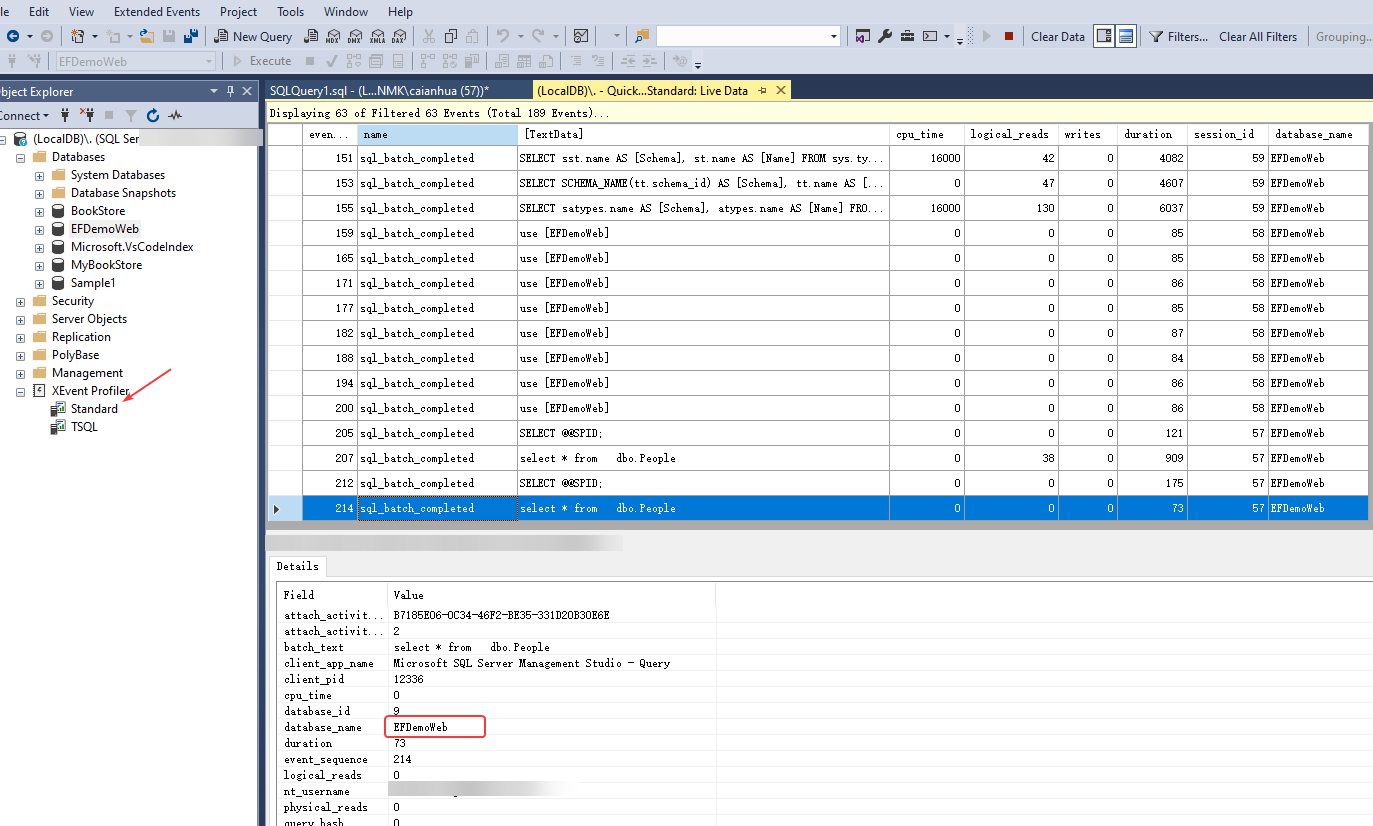 le Edit View Extended Events Project Tools Window Help
New Query MDX DMX XMLA DAX Clear Data Filters... Clear All Filters Grouping...
EFDemoWeb Execute
bject Explorer
onnect
(LocalDB)\. (SQL Ser
Databases
System Databases
Database Snapshots
BookStore
EFDemoWeb
Microsoft.VsCodeIndex
MyBookStore
Sample1
Security
Server Objects
Replication
PolyBase
Management
XEvent Profiler
Standard
TSQL
SQLQuery1.sql - (L...NMK\caianhua (57))* (LocalDB)\. - Quick...Standard: Live Data
Displaying 63 of Filtered 63 Events (Total 189 Events)...
even... name [TextData] cpu_time logical_reads writes duration session_id database_name
151 sql_batch_completed SELECT sst.name AS [Schema], st.name AS [Name] FROM sys.ty... 16000 42 0 4082 59 EFDemoWeb
153 sql_batch_completed SELECT SCHEMA_NAME(tt.schema_id) AS [Schema], tt.name AS [... 0 47 0 4607 59 EFDemoWeb
155 sql_batch_completed SELECT satypes.name AS [Schema], atypes.name AS [Name] FRO... 16000 130 0 6037 59 EFDemoWeb
159 sql_batch_completed use [EFDemoWeb] 0 0 0 85 58 EFDemoWeb
165 sql_batch_completed use [EFDemoWeb] 0 0 0 85 58 EFDemoWeb
171 sql_batch_completed use [EFDemoWeb] 0 0 0 86 58 EFDemoWeb
177 sql_batch_completed use [EFDemoWeb] 0 0 0 85 58 EFDemoWeb
182 sql_batch_completed use [EFDemoWeb] 0 0 0 87 58 EFDemoWeb
188 sql_batch_completed use [EFDemoWeb] 0 0 0 84 58 EFDemoWeb
194 sql_batch_completed use [EFDemoWeb] 0 0 0 86 58 EFDemoWeb
200 sql_batch_completed use [EFDemoWeb] 0 0 0 86 58 EFDemoWeb
205 sql_batch_completed SELECT @@SPID; 0 0 0 121 57 EFDemoWeb
207 sql_batch_completed select * from dbo.People 0 38 0 909 57 EFDemoWeb
212 sql_batch_completed SELECT @@SPID; 0 0 0 175 57 EFDemoWeb
214 sql_batch_completed select * from dbo.People 0 0 0 73 57 EFDemoWeb
Details
Field Value
attach_activit... B7185E06-0C34-46F2-BE35-331D20B30E6E
attach_activit... 2
batch_text select * from dbo.People
client_app_name Microsoft SQL Server Management Studio - Query
client_pid 12336
cpu_time 0
database_id 9
database_name EFDemoWeb
duration 73
event_sequence 214
logical_reads 0
nt_username
physical_reads 0
query_hash 0